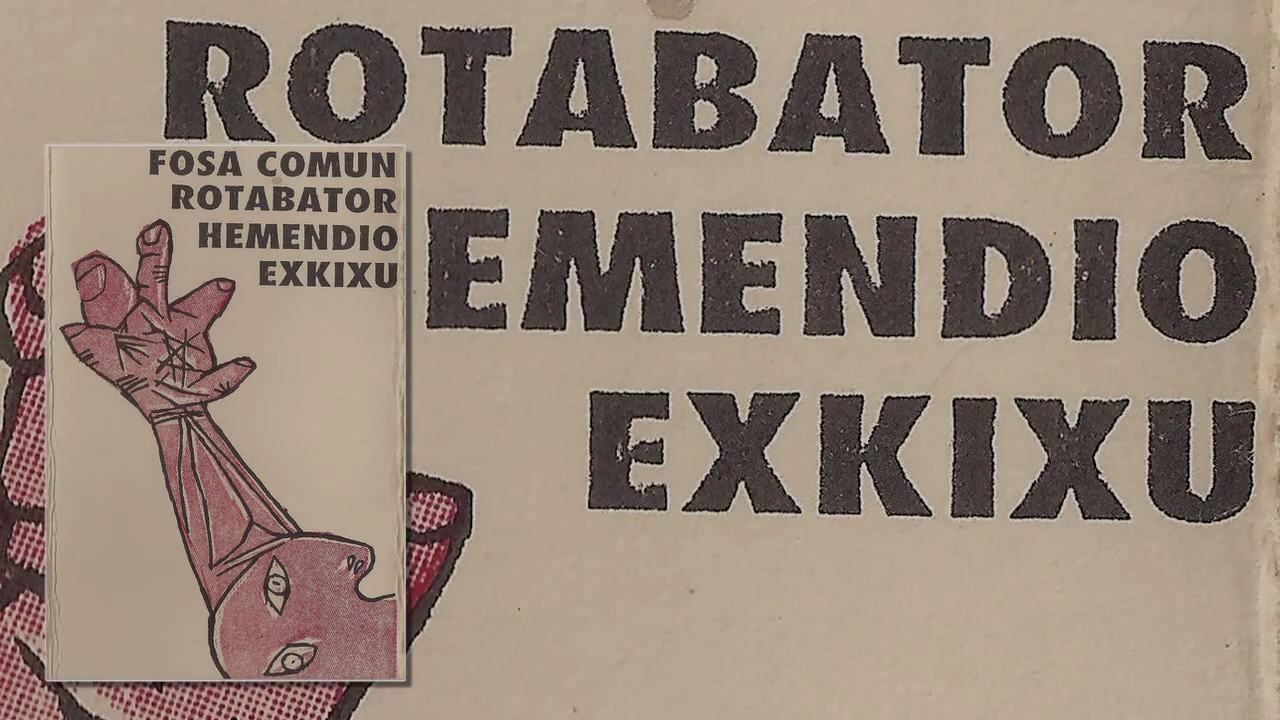 ROTABATOR
EMENDIO
EXKIXU
FOSA COMUN
ROTABATOR
HEMENDIO
EXKIXU